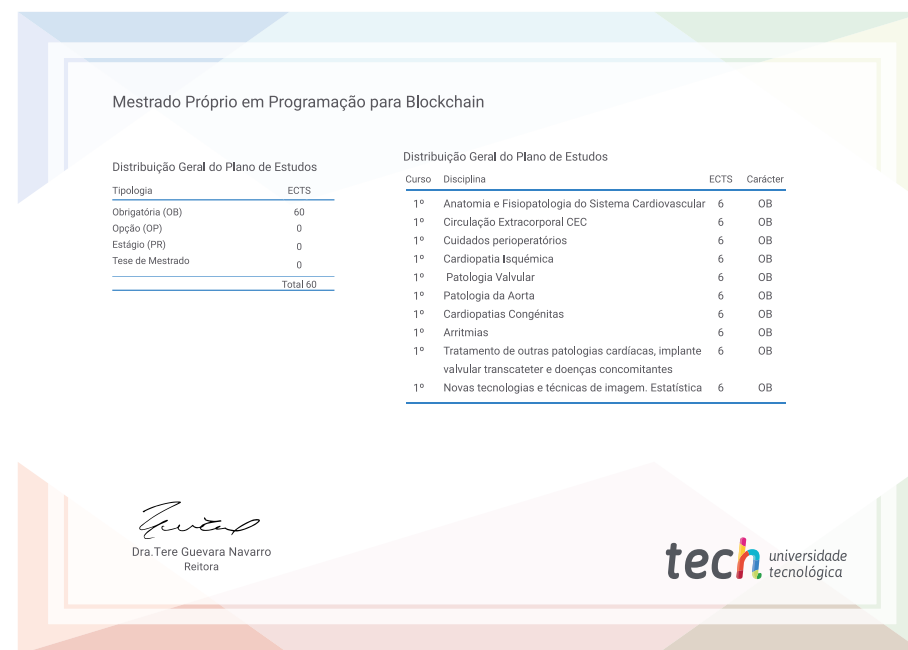 Mestrado Próprio em Programação para Blockchain
Distribuição Geral do Plano de Estudos
Tipologia ECTS
Obrigatória (OB) 60
Opção (OP) 0
Estágio (PR) 0
Tese de Mestrado 0
Total 60
Distribuição Geral do Plano de Estudos
Curso Disciplina ECTS Carácter
1º Anatomia e Fisiopatologia do Sistema Cardiovascular 6 OB
1º Circulação Extracorporal CEC 6 OB
1º Cuidados perioperatórios 6 OB
1º Cardiopatia Isquémica 6 OB
1º Patologia Valvular 6 OB
1º Patologia da Aorta 6 OB
1º Cardiopatias Congénitas 6 OB
1º Arritmias 6 OB
1º Tratamento de outras patologias cardíacas, implante 6 OB
valvular transcateter e doenças concomitantes
1º Novas tecnologias e técnicas de imagem. Estatística 6 OB
Dra.Tere Guevara Navarro
Reitora
tech universidade
tecnológica